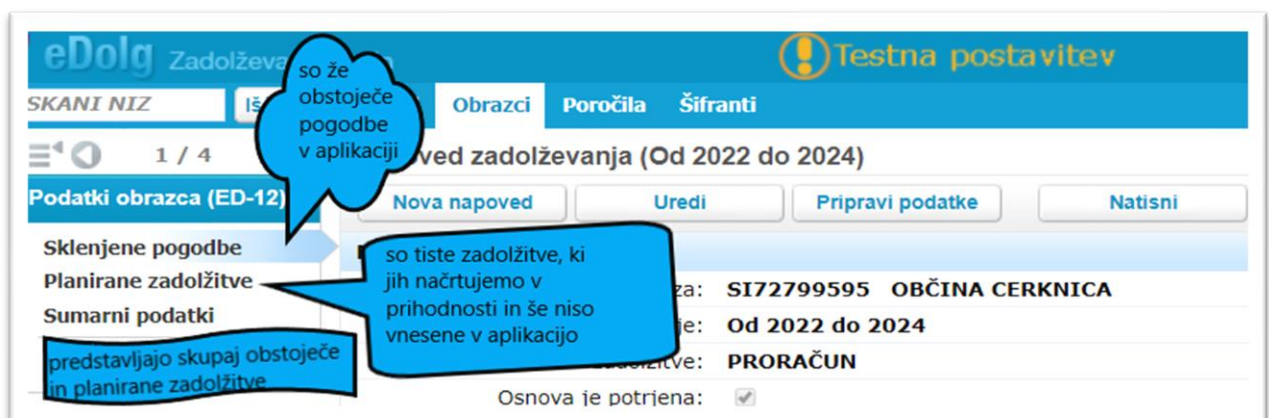 eDolg Zadolževa
Testna postavitev
SKANI NIZ
Obrazci Poročila Šifranti
so že
obstoječe
pogodbe
v aplikaciji
1 / 4
ved zadolževanja (Od 2022 do 2024)
Podatki obrazca (ED-12)
Nova napoved Uredi Pripravi podatke Natisni
Sklenjene pogodbe
Planirane zadolžitve
Sumarni podatki
so tiste zadolžitve, ki
jih načrtujemo v
prihodnosti in še niso
vnesene v aplikacijo
predstavljajo skupaj obstoječe
in planirane zadolžitve
za: SI72799595 OBČINA CERKNICA
je: Od 2022 do 2024
PRORAČUN
Osnova je potrjena: